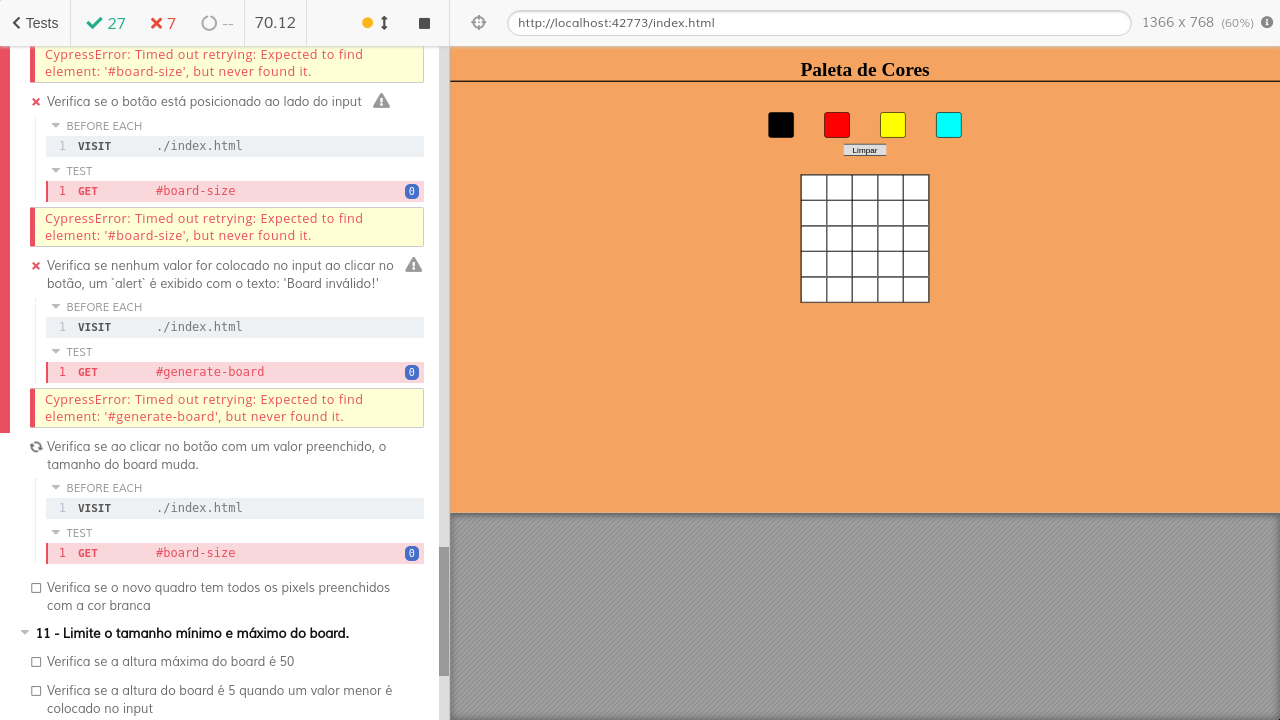 Tests
27
7
--
70.12
http://localhost:42773/index.html
1366 x 768 (60%)
CypressError: Timed out retrying: Expected to find
element: '#board-size', but never found it.
Verifica se o botão está posicionado ao lado do input
BEFORE EACH
1 VISIT ./index.html
TEST
1 GET #board-size 0
CypressError: Timed out retrying: Expected to find
element: '#board-size', but never found it.
Verifica se nenhum valor for colocado no input ao clicar no
botão, um `alert` é exibido com o texto: 'Board inválido!'
BEFORE EACH
1 VISIT ./index.html
TEST
1 GET #generate-board 0
CypressError: Timed out retrying: Expected to find
element: '#generate-board', but never found it.
Verifica se ao clicar no botão com um valor preenchido, o
tamanho do board muda.
BEFORE EACH
1 VISIT ./index.html
TEST
1 GET #board-size 0
Verifica se o novo quadro tem todos os pixels preenchidos
com a cor branca
11 - Limite o tamanho mínimo e máximo do board.
Verifica se a altura máxima do board é 50
Verifica se a altura do board é 5 quando um valor menor é
colocado no input
Paleta de Cores
Limpar